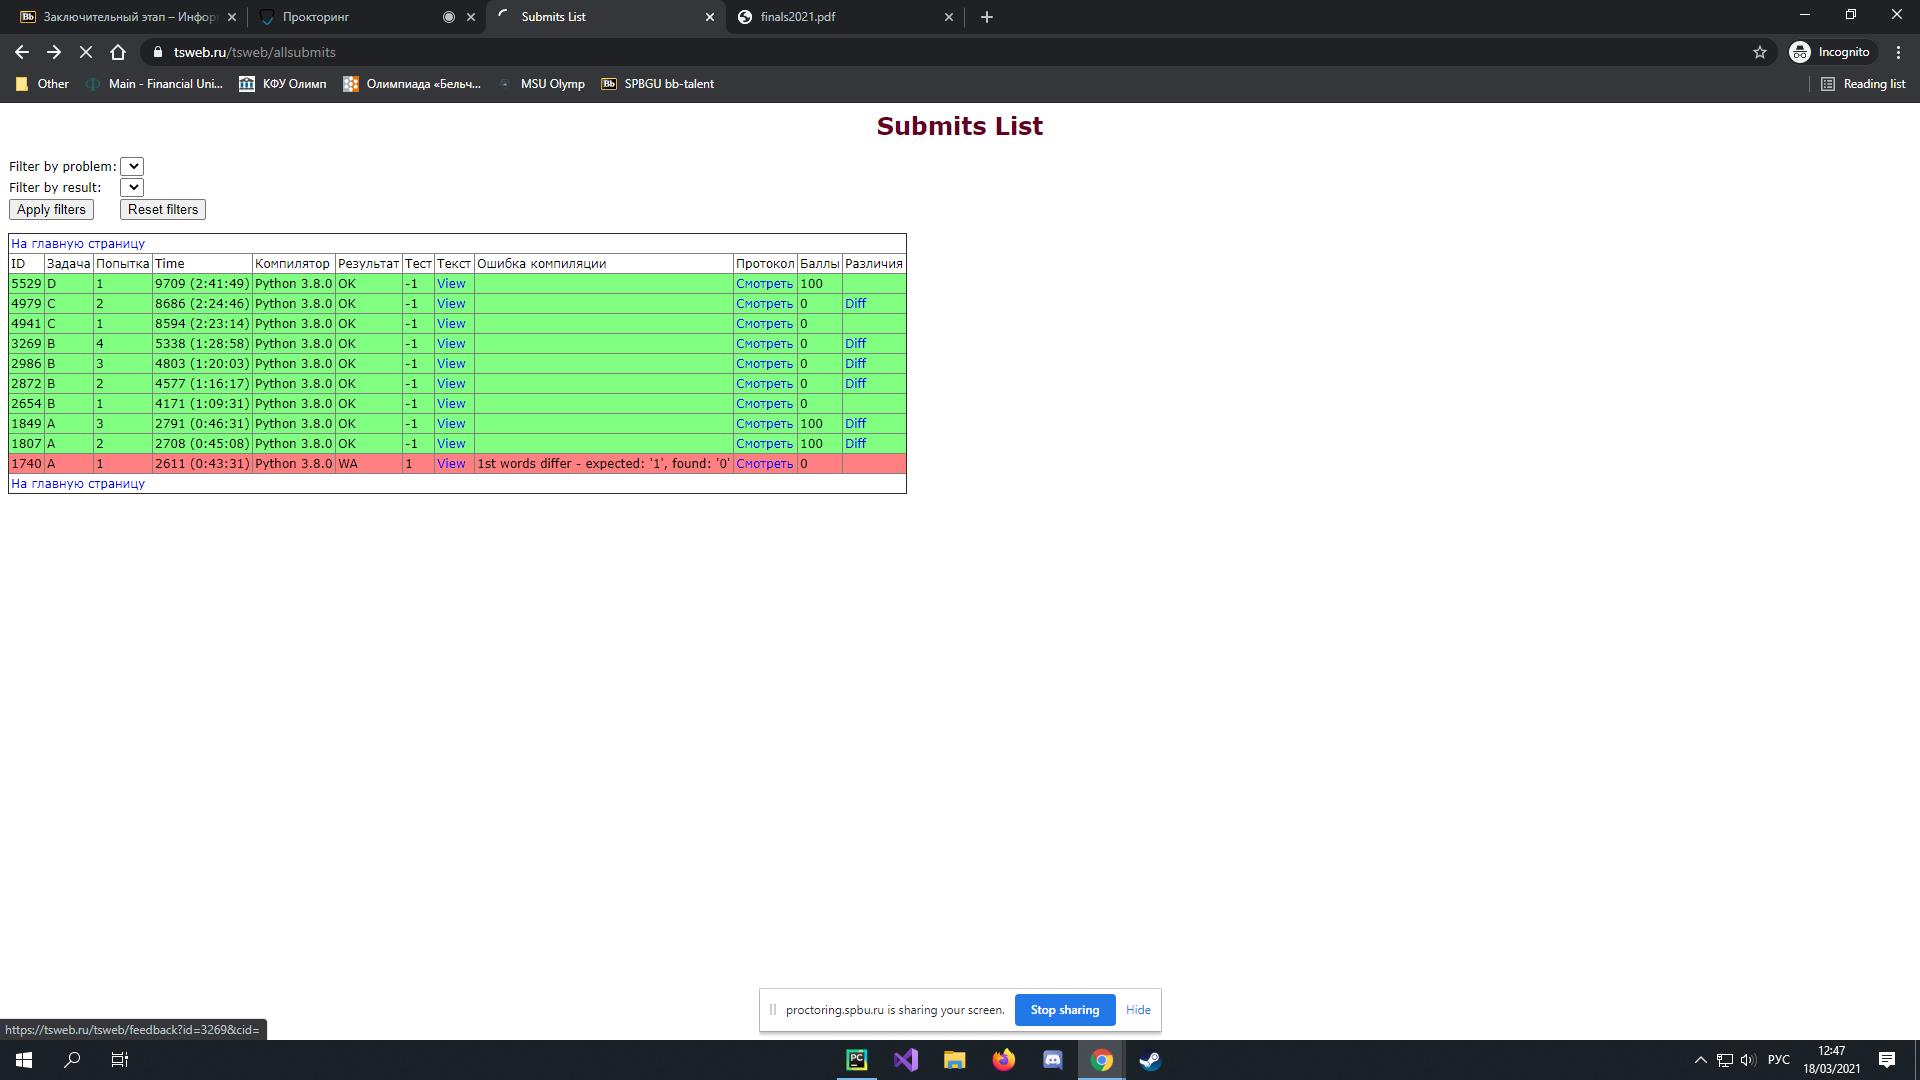 Заключительный этап – Инфор
Прокторинг
Submits List
finals2021.pdf
tsweb.ru/tsweb/allsubmits
Incognito
Other
Main - Financial Uni...
КФУ Олимп
Олимпиада «Бельч...
MSU Olymp
SPBGU bb-talent
Reading list
Submits List
Filter by problem:
Filter by result:
Apply filters Reset filters
На главную страницу
ID Задача Попытка Time Компилятор Результат Тест Текст Ошибка компиляции Протокол Баллы Различия
5529 D 1 9709 (2:41:49) Python 3.8.0 OK -1 View Смотреть 100
4979 C 2 8686 (2:24:46) Python 3.8.0 OK -1 View Смотреть 0 Diff
4941 C 1 8594 (2:23:14) Python 3.8.0 OK -1 View Смотреть 0
3269 B 4 5338 (1:28:58) Python 3.8.0 OK -1 View Смотреть 0 Diff
2986 B 3 4803 (1:20:03) Python 3.8.0 OK -1 View Смотреть 0 Diff
2872 B 2 4577 (1:16:17) Python 3.8.0 OK -1 View Смотреть 0 Diff
2654 B 1 4171 (1:09:31) Python 3.8.0 OK -1 View Смотреть 0
1849 A 3 2791 (0:46:31) Python 3.8.0 OK -1 View Смотреть 100 Diff
1807 A 2 2708 (0:45:08) Python 3.8.0 OK -1 View Смотреть 100 Diff
1740 A 1 2611 (0:43:31) Python 3.8.0 WA 1 View 1st words differ - expected: '1', found: '0' Смотреть 0
На главную страницу
proctoring.spbu.ru is sharing your screen. Stop sharing Hide
https://tsweb.ru/tsweb/feedback?id=3269&cid=
РУС
12:47
18/03/2021